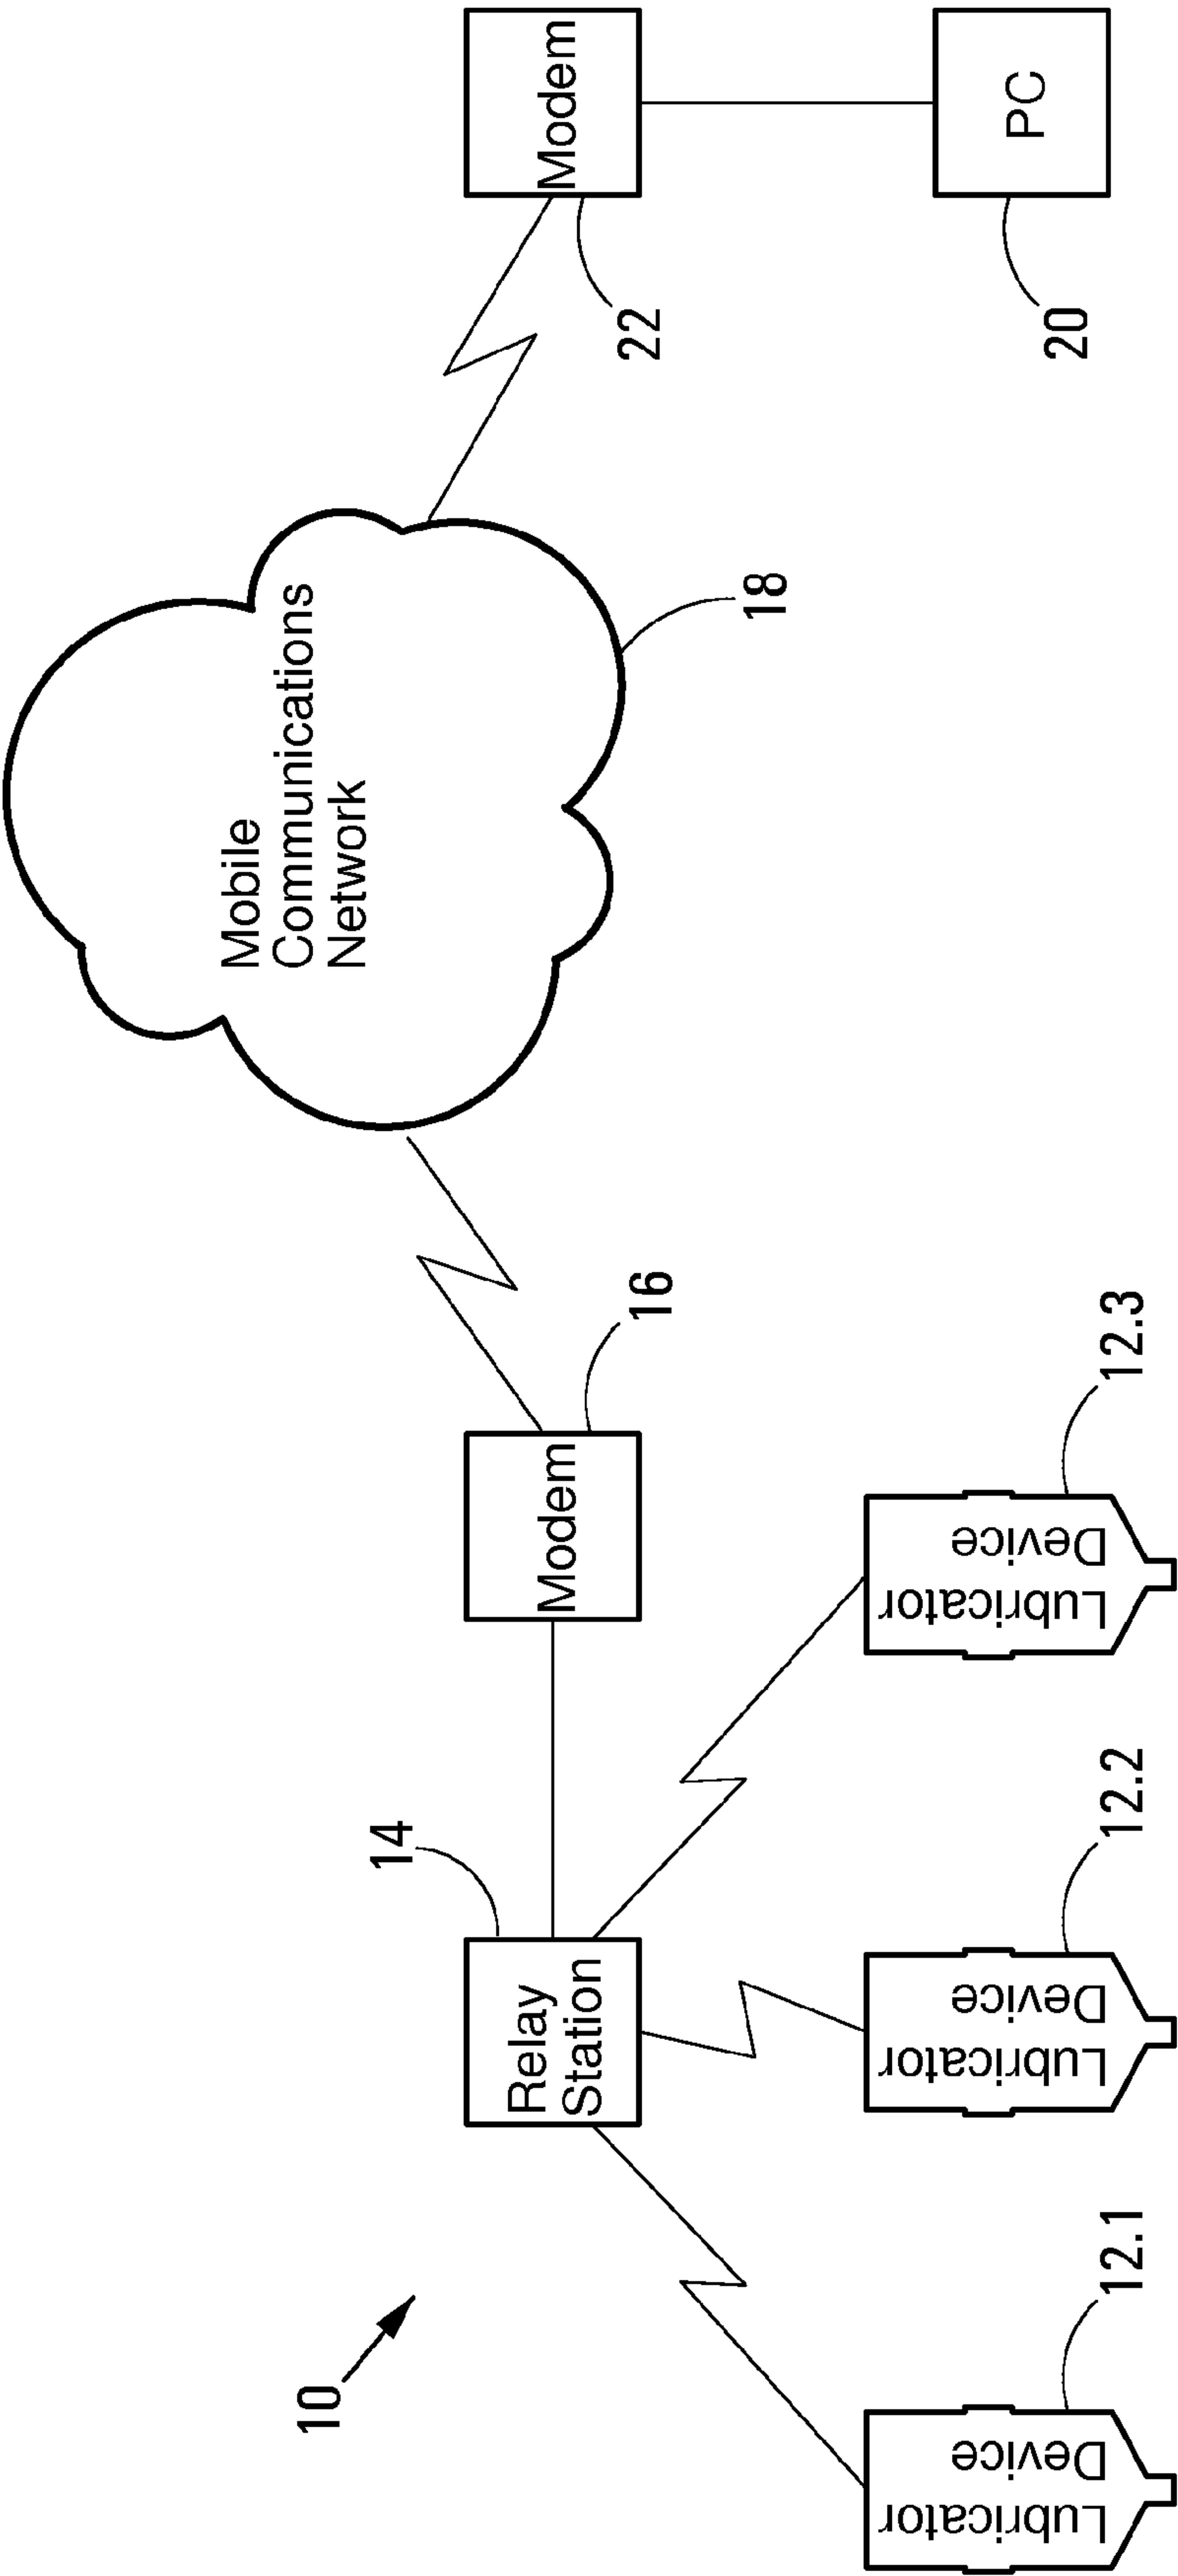 Mobile
Communications
Network
18
Modem
22
PC
20
10
14
Relay
Station
Modem
16
Lubricator
Device
12.1
Lubricator
Device
12.2
Lubricator
Device
12.3